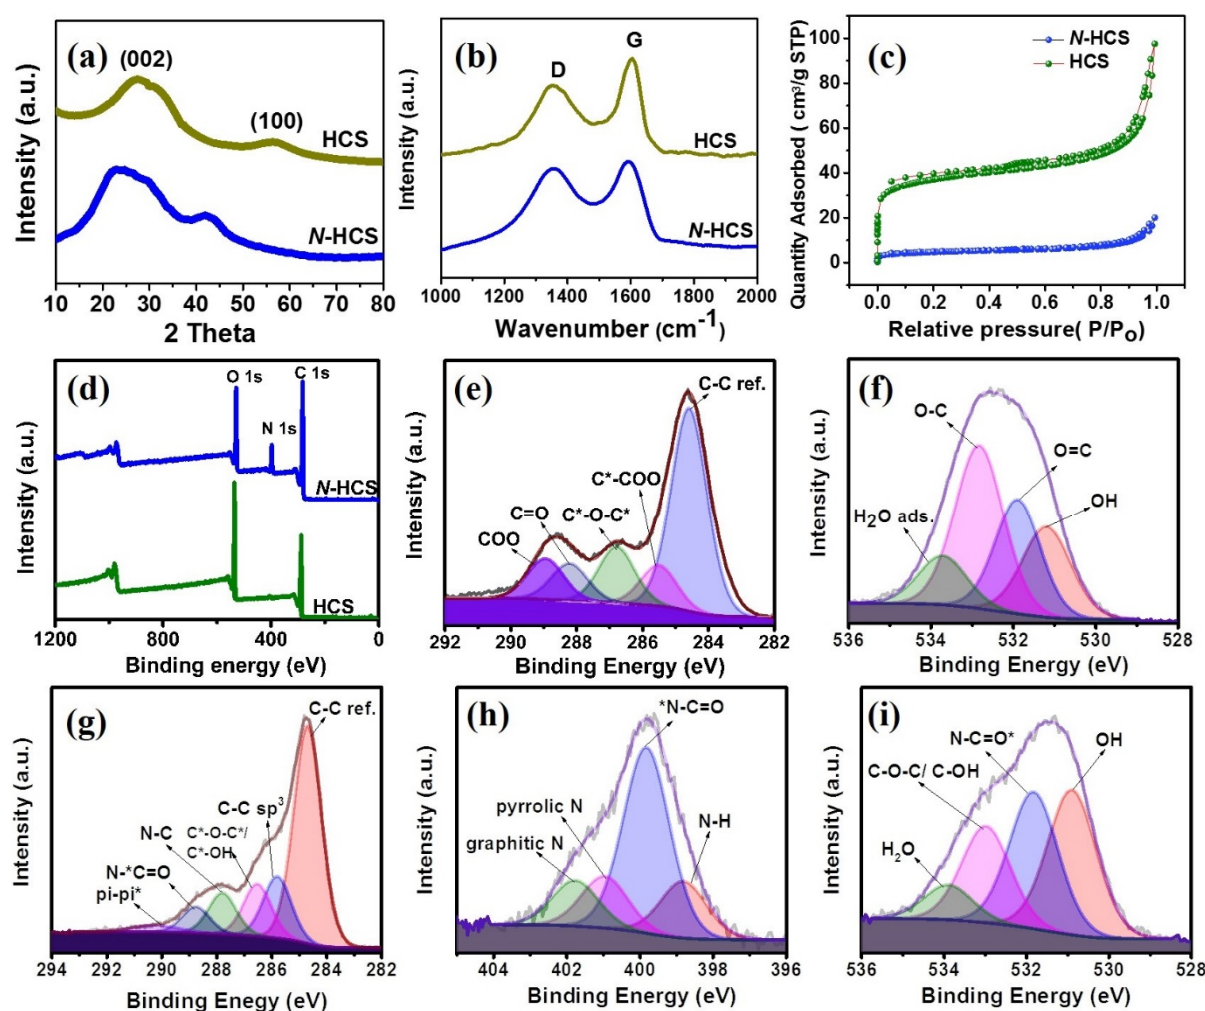 (a)
(002)
(100)
HCS
N-HCS
Intensity (a.u.)
10 20 30 40 50 60 70 80
2 Theta
(b)
D
G
HCS
N-HCS
Intensity (a.u.)
1000 1200 1400 1600 1800 2000
Wavenumber (cm-1)
(c)
N-HCS
HCS
Quantity Adsorbed ( cm³/g STP)
100
80
60
40
20
0
0.0 0.2 0.4 0.6 0.8 1.0
Relative pressure( P/Po)
(d)
O 1s
C 1s
N 1s
N-HCS
HCS
Intensity (a.u.)
1200 800 400 0
Binding energy (eV)
(e)
C-C ref.
C*-COO
C=O
C*-O-C*
COO
Intensity (a.u.)
292 290 288 286 284 282
Binding Energy (eV)
(f)
O-C
O=C
OH
H2O ads.
Intensity (a.u.)
536 534 532 530 528
Binding Energy (eV)
(g)
C-C ref.
C-C sp3
N-C
C*-O-C*/
C*-OH
N-*C=O
pi-pi*
Intensity (a.u.)
294 292 290 288 286 284 282
Binding Enegy (eV)
(h)
*N-C=O
pyrrolic N
graphitic N
N-H
Intensity (a.u.)
404 402 400 398 396
Binding Energy (eV)
(i)
N-C=O*
OH
C-O-C/ C-OH
H2O
Intensity (a.u.)
536 534 532 530 528
Binding Energy (eV)